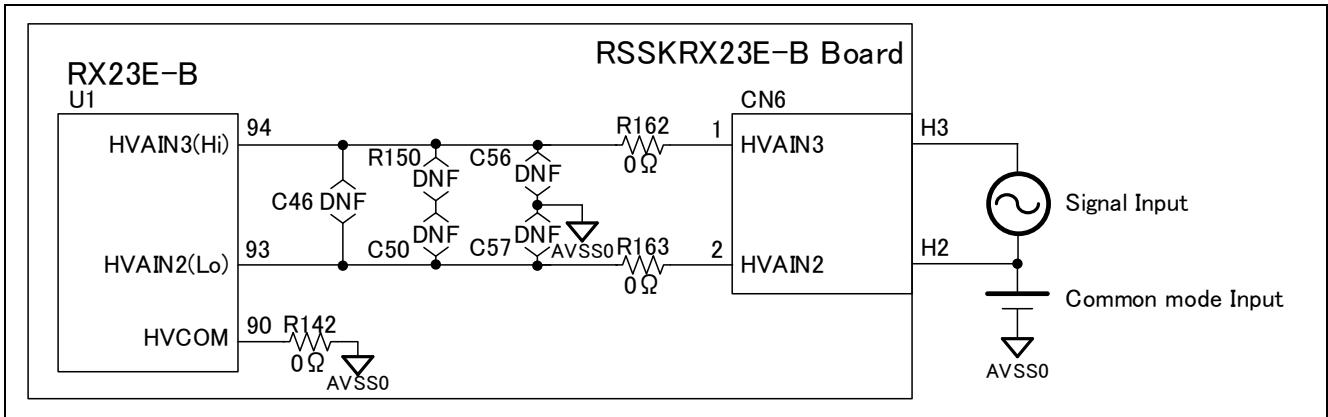 RSSKRX23E-B Board
RX23E-B
U1
CN6
HVAIN3(Hi)
94
R162
0Ω
1
HVAIN3
H3
R150
DNF
C56
DNF
C46 DNF
Signal Input
DNF
C50
DNF
C57
AVSS0
HVAIN2(Lo)
93
R163
0Ω
2
HVAIN2
H2
Common mode Input
HVCOM
90
R142
0Ω
AVSS0
AVSS0